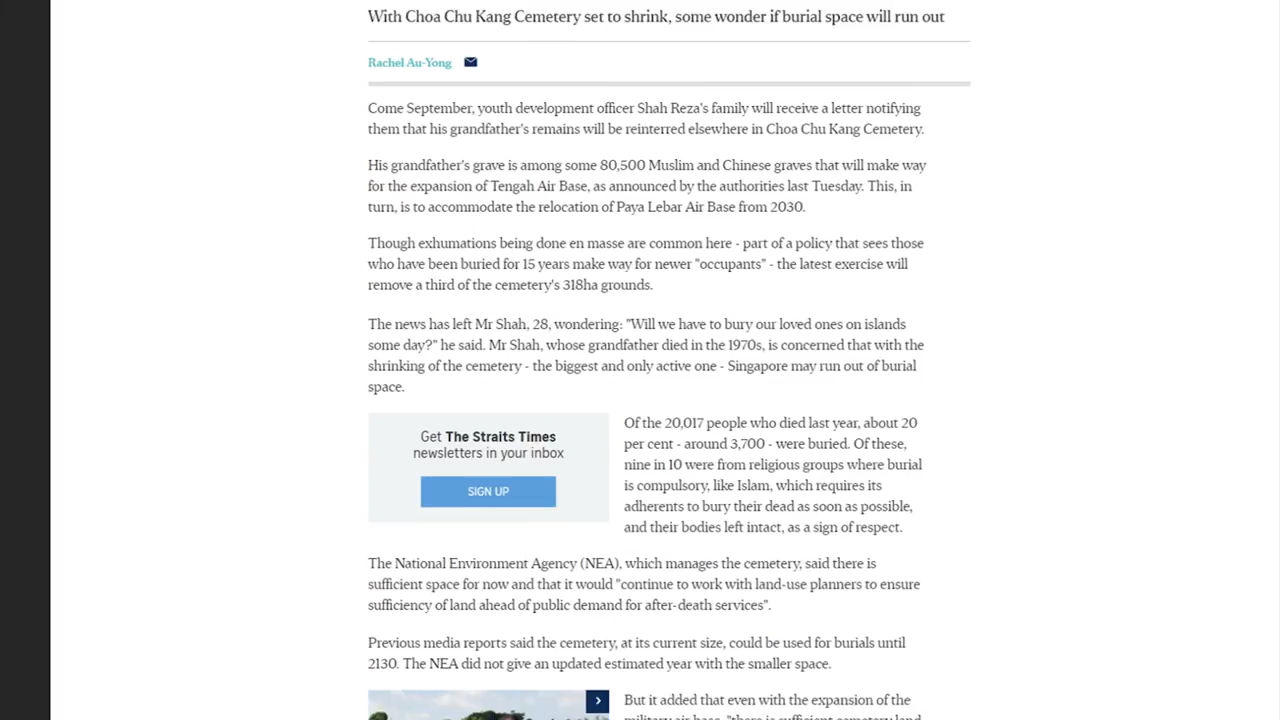 With Choa Chu Kang Cemetery set to shrink, some wonder if burial space will run out
Rachel Au-Yong
Come September, youth development officer Shah Reza's family will receive a letter notifying
them that his grandfather's remains will be reinterred elsewhere in Choa Chu Kang Cemetery.
His grandfather's grave is among some 80,500 Muslim and Chinese graves that will make way
for the expansion of Tengah Air Base, as announced by the authorities last Tuesday. This, in
turn, is to accommodate the relocation of Paya Lebar Air Base from 2030.
Though exhumations being done en masse are common here - part of a policy that sees those
who have been buried for 15 years make way for newer "occupants" - the latest exercise will
remove a third of the cemetery's 318ha grounds.
The news has left Mr Shah, 28, wondering: "Will we have to bury our loved ones on islands
some day?" he said. Mr Shah, whose grandfather died in the 1970s, is concerned that with the
shrinking of the cemetery - the biggest and only active one - Singapore may run out of burial
space.
Get The Straits Times
newsletters in your inbox
SIGN UP
Of the 20,017 people who died last year, about 20
per cent - around 3,700 - were buried. Of these,
nine in 10 were from religious groups where burial
is compulsory, like Islam, which requires its
adherents to bury their dead as soon as possible,
and their bodies left intact, as a sign of respect.
The National Environment Agency (NEA), which manages the cemetery, said there is
sufficient space for now and that it would "continue to work with land-use planners to ensure
sufficiency of land ahead of public demand for after-death services".
Previous media reports said the cemetery, at its current size, could be used for burials until
2130. The NEA did not give an updated estimated year with the smaller space.
But it added that even with the expansion of the
military air base, "there is sufficient cemetery land